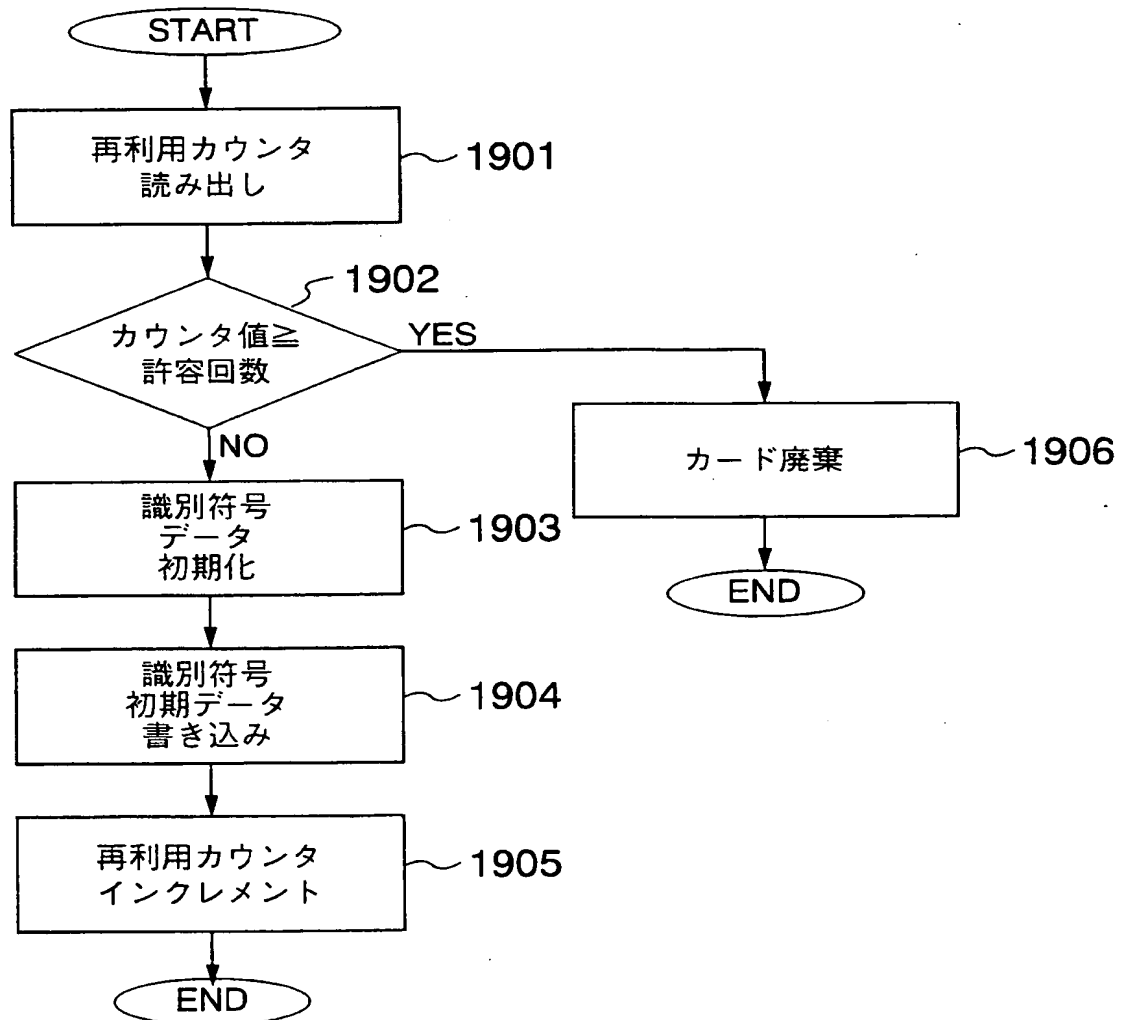 START
再利用カウンタ
読み出し
1901
1902
カウンタ値≧
許容回数
YES
NO
カード廃棄
1906
END
識別符号
データ
初期化
1903
識別符号
初期データ
書き込み
1904
再利用カウンタ
インクレメント
1905
END